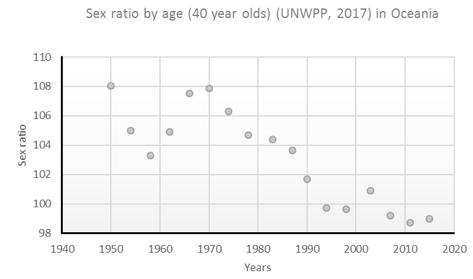 Sex ratio by age (40 year olds) (UNWPP, 2017) in Oceania
110
108
106
104
102
100
98
Sex ratio
1940 1950 1960 1970 1980 1990 2000 2010 2020
Years